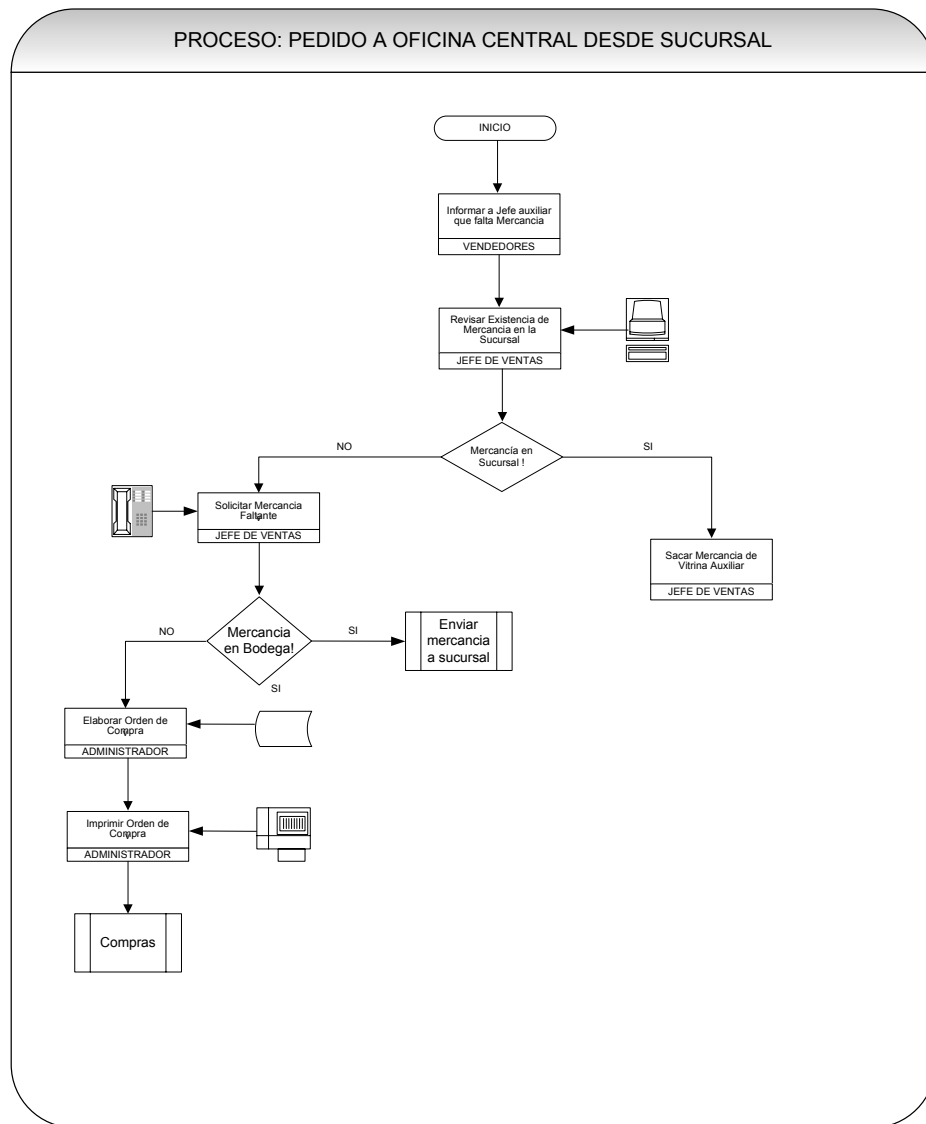 PROCESO: PEDIDO A OFICINA CENTRAL DESDE SUCURSAL
INICIO
Informar a Jefe auxiliar
que falta Mercancia
VENDEDORES
Revisar Existencia de
Mercancia en la
Sucursal
JEFE DE VENTAS
Mercancía en
Sucursal !
NO
SI
Solicitar Mercancia
Faltante
JEFE DE VENTAS
Sacar Mercancia de
Vitrina Auxiliar
JEFE DE VENTAS
Mercancia
en Bodega!
NO
SI
Enviar
mercancia
a sucursal
SI
Elaborar Orden de
Compra
ADMINISTRADOR
Imprimir Orden de
Compra
ADMINISTRADOR
Compras